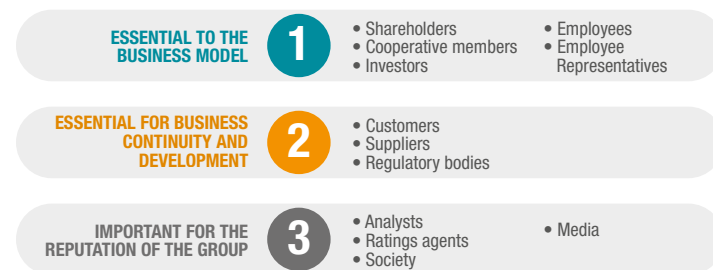 ESSENTIAL TO THE
BUSINESS MODEL
1
• Shareholders
• Cooperative members
• Investors
• Employees
• Employee
Representatives
ESSENTIAL FOR BUSINESS
CONTINUITY AND
DEVELOPMENT
2
• Customers
• Suppliers
• Regulatory bodies
IMPORTANT FOR THE
REPUTATION OF THE GROUP
3
• Analysts
• Ratings agents
• Society
• Media